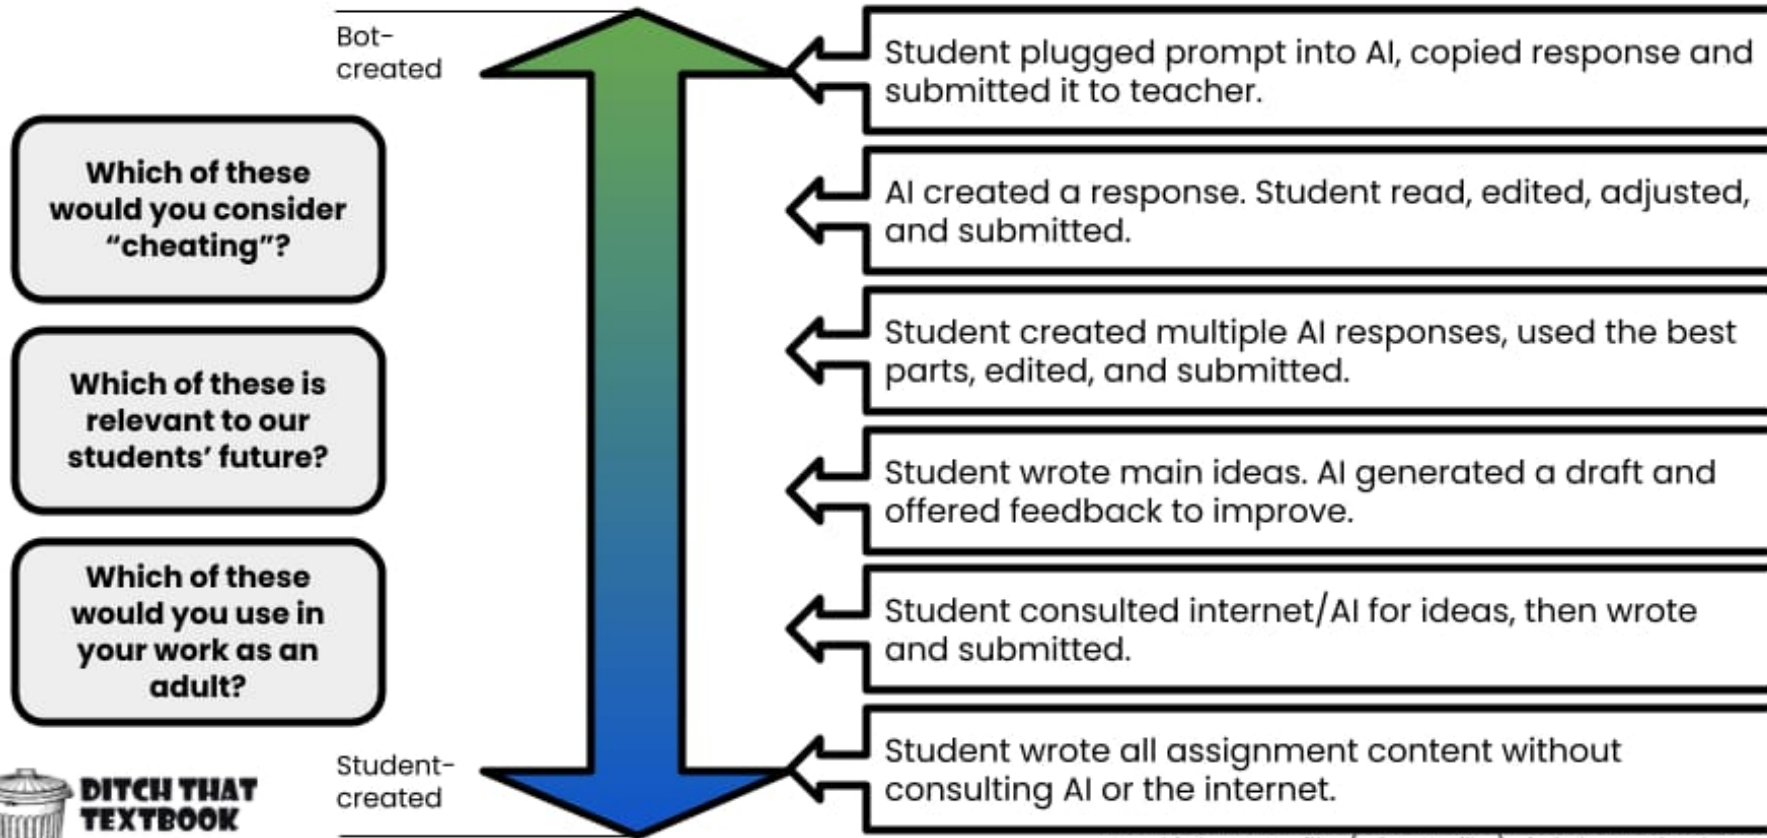 Bot-
created
Student plugged prompt into AI, copied response and
submitted it to teacher.
Which of these
would you consider
“cheating”?
AI created a response. Student read, edited, adjusted,
and submitted.
Student created multiple AI responses, used the best
parts, edited, and submitted.
Which of these is
relevant to our
students’ future?
Student wrote main ideas. AI generated a draft and
offered feedback to improve.
Which of these
would you use in
your work as an
adult?
Student consulted internet/AI for ideas, then wrote
and submitted.
Student wrote all assignment content without
consulting AI or the internet.
Student-
created
DITCH THAT
TEXTBOOK